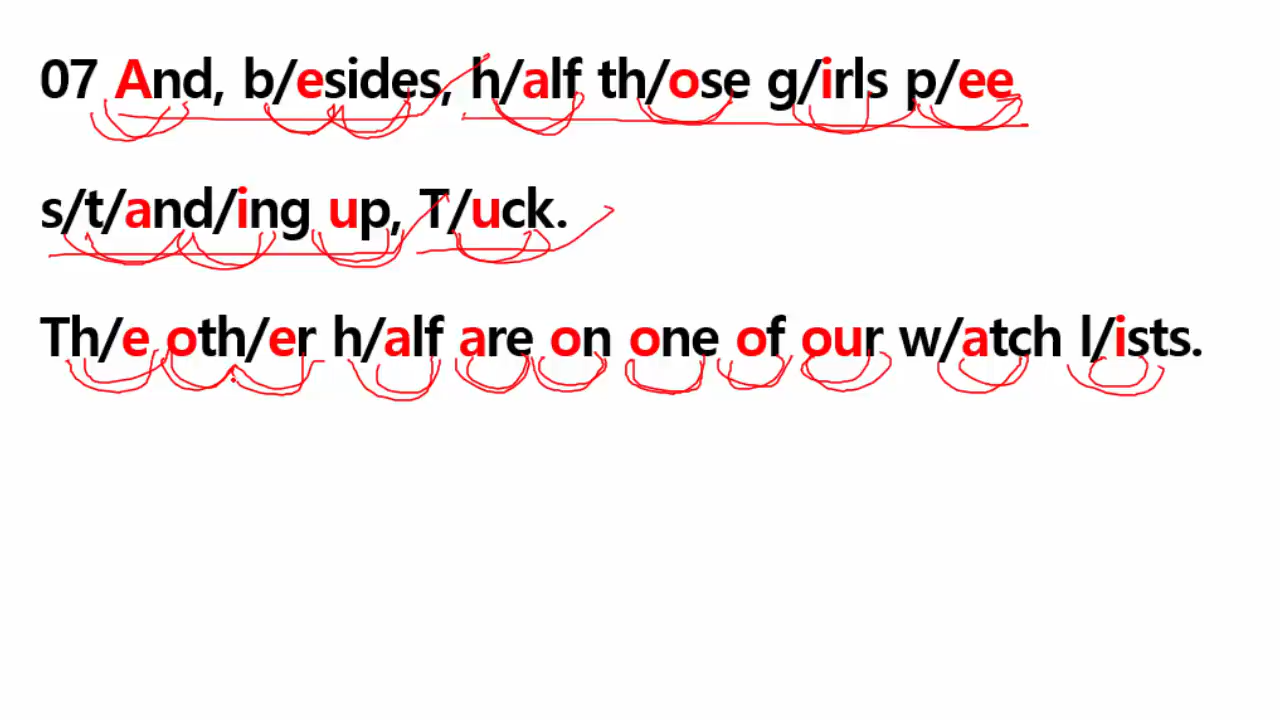 07 And, b/esides, h/alf th/ose g/irls p/ee
s/t/and/ing up, T/uck.
Th/e oth/er h/alf are on one of our w/atch l/ists.